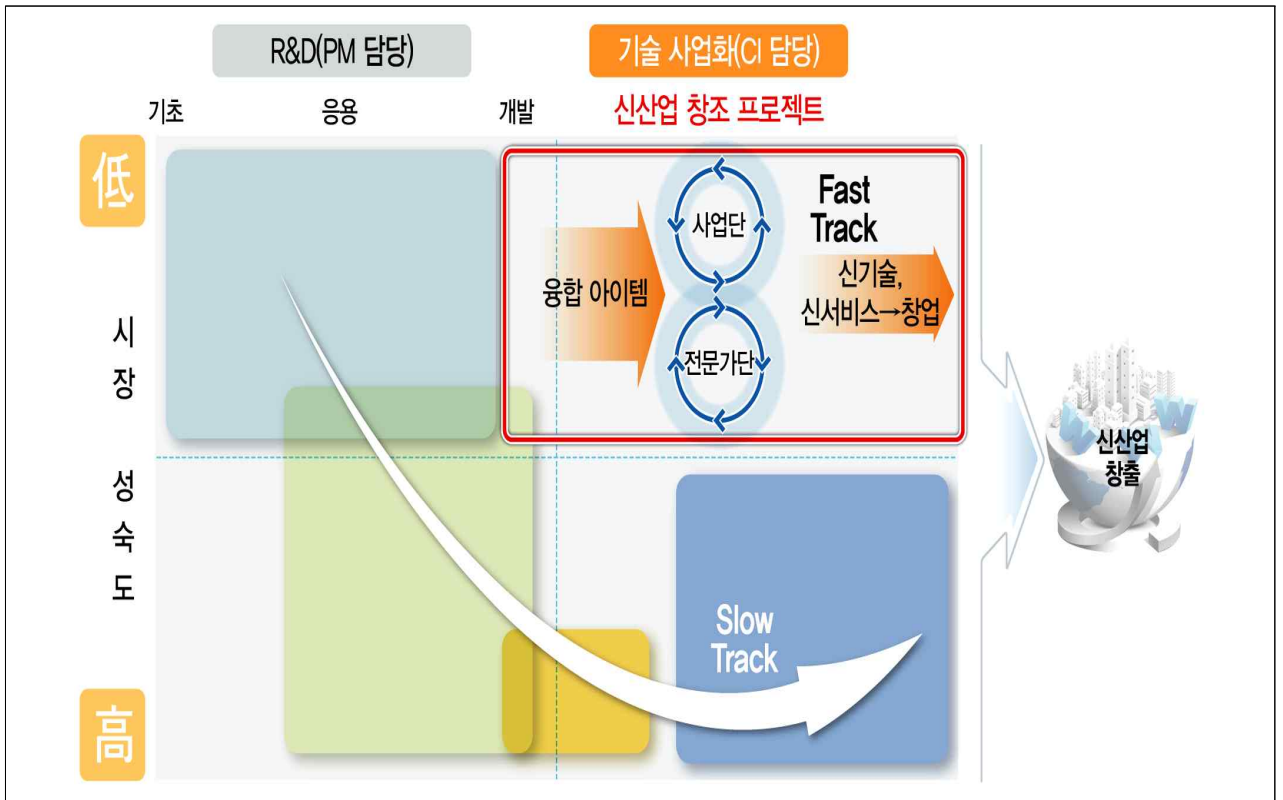 R&D(PM 담당)
기술 사업화(CI 담당)
기초
응용
개발
신산업 창조 프로젝트
低
시
장
성
숙
도
高
융합 아이템
사업단
전문가단
Fast
Track
신기술,
신서비스→창업
Slow
Track
신산업
창출